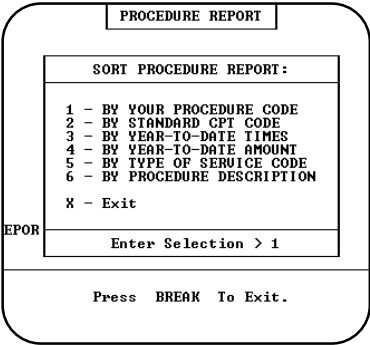 PROCEDURE REPORT
SORT PROCEDURE REPORT:
1 - BY YOUR PROCEDURE CODE
2 - BY STANDARD CPT CODE
3 - BY YEAR-TO-DATE TIMES
4 - BY YEAR-TO-DATE AMOUNT
5 - BY TYPE OF SERVICE CODE
6 - BY PROCEDURE DESCRIPTION
X - Exit
EPOR
Enter Selection > 1
Press BREAK To Exit.